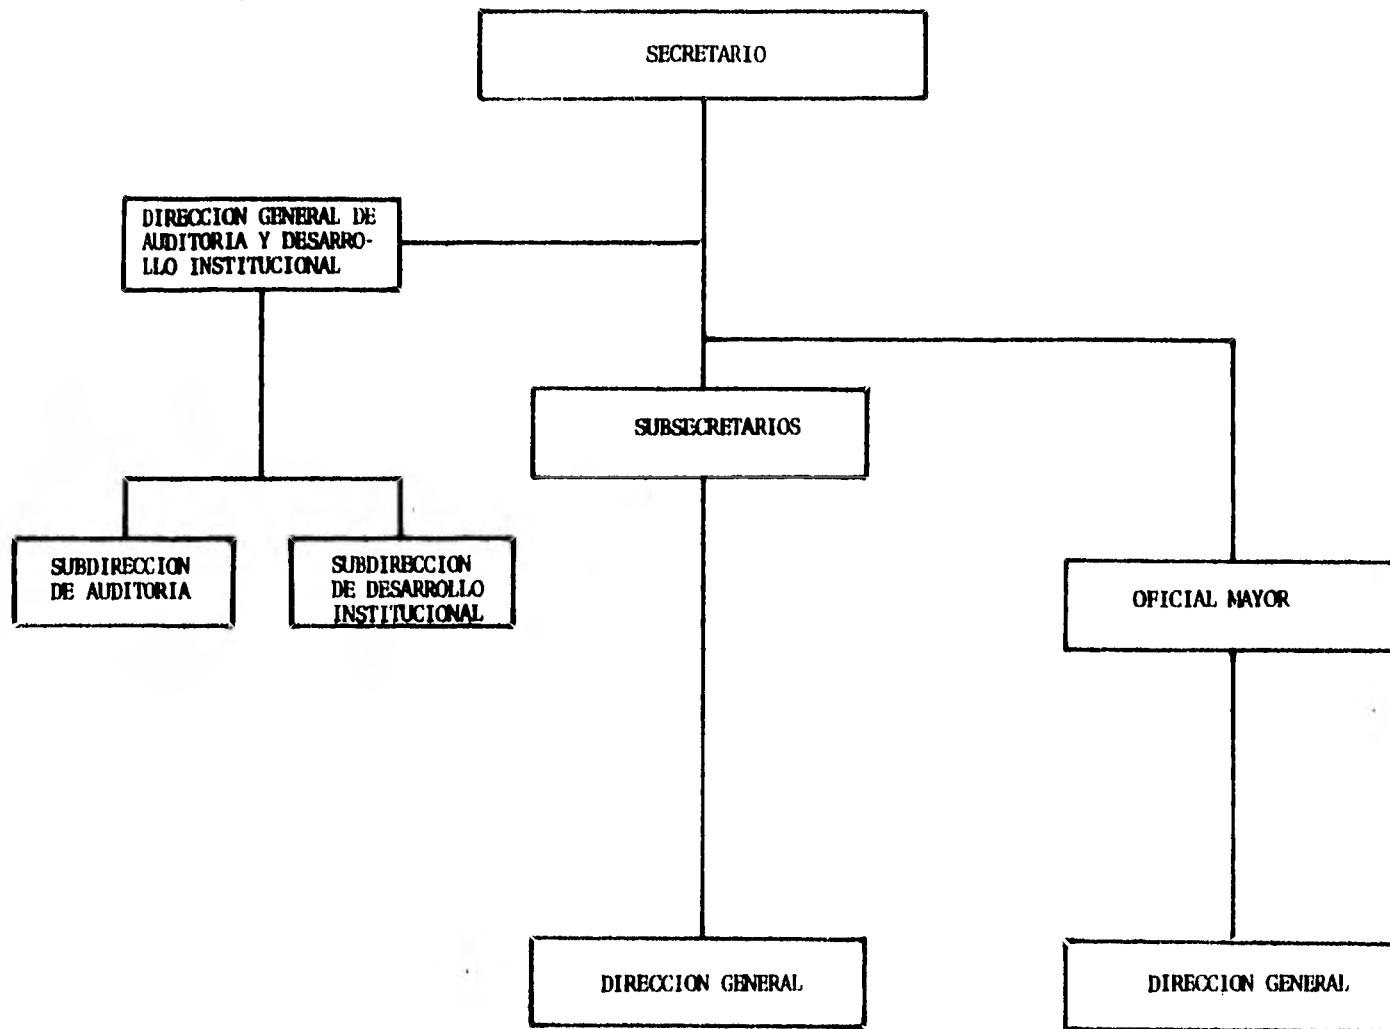 SECRETARIO
DIRECCION GENERAL DE
AUDITORIA Y DESARRO-
LLO INSTITUCIONAL
SUBSECRETARIOS
SUBDIRECCION
DE AUDITORIA
SUBDIRECCION
DE DESARROLLO
INSTITUCIONAL
OFICIAL MAYOR
DIRECCION GENERAL
DIRECCION GENERAL